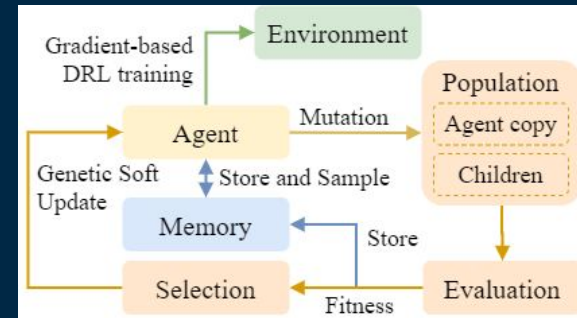 Gradient-based
DRL training
Environment
Population
Agent copy
Children
Agent
Mutation
Genetic Soft
Update
Store and Sample
Memory
Store
Selection
Fitness
Evaluation